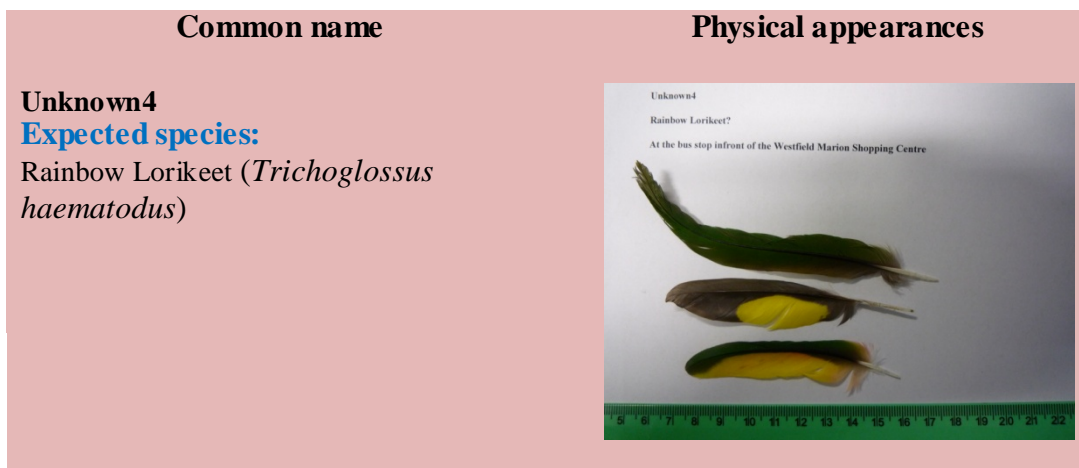 Common name
Physical appearances
Unknown4
Expected species:
Rainbow Lorikeet (Trichoglossus
haematodus)
Unknown4
Rainbow Lorikeet?
At the bus stop infront of the Westfield Marion Shopping Centre
5 6 7 8 9 10 11 12 13 14 15 16 17 18 19 20 21 22